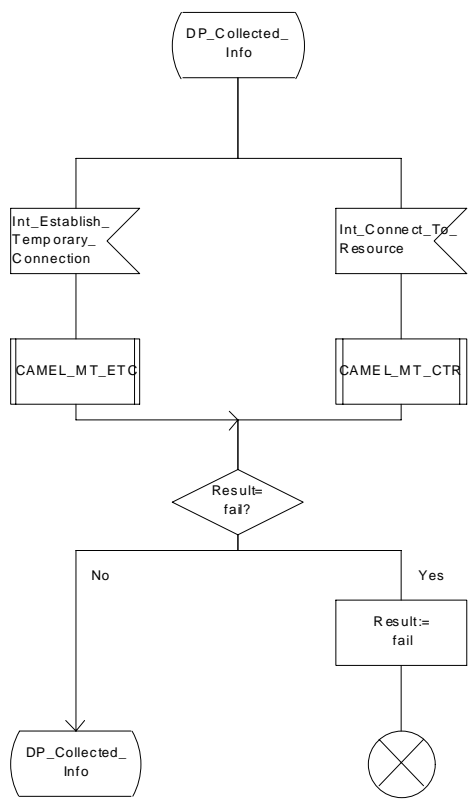 DP_Collected_
Info
Int_Establish_
Temporary_
Connection
Int_Connect_To_
Resource
CAMEL_MT_ETC
CAMEL_MT_CTR
Result=
fail?
No
Yes
Result:=
fail
DP_Collected_
Info